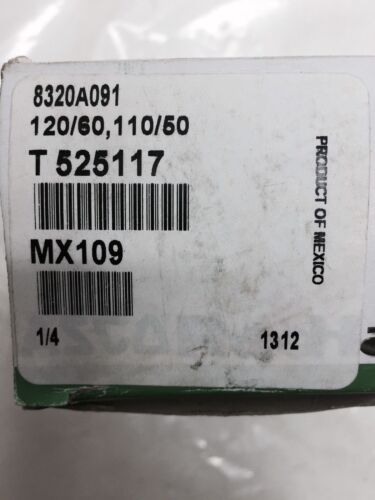 8320A091
120/60,110/50
T 525117
MX109
1/4 1312
PRODUCT OF MEXICO